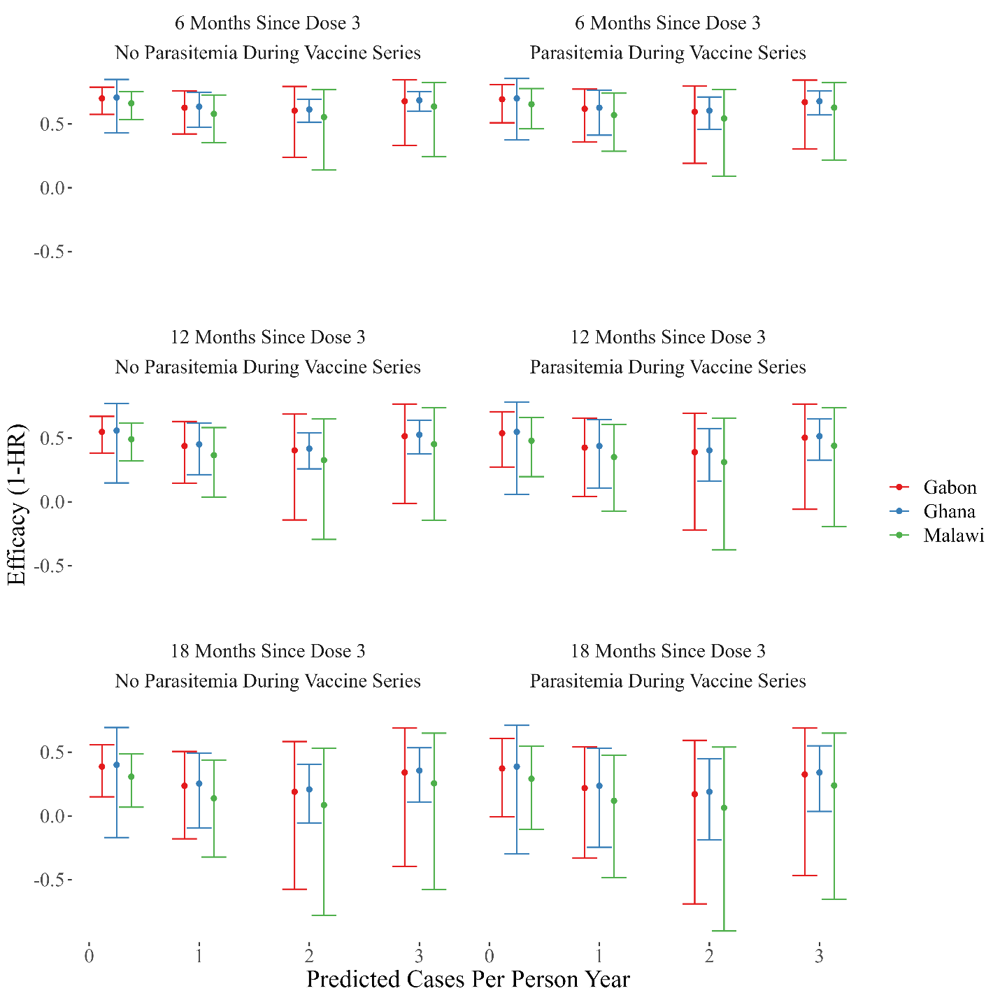 6 Months Since Dose 3
No Parasitemia During Vaccine Series
6 Months Since Dose 3
Parasitemia During Vaccine Series
0.5
0.0
-0.5
12 Months Since Dose 3
No Parasitemia During Vaccine Series
12 Months Since Dose 3
Parasitemia During Vaccine Series
0.5
0.0
-0.5
Efficacy (1-HR)
Gabon
Ghana
Malawi
18 Months Since Dose 3
No Parasitemia During Vaccine Series
18 Months Since Dose 3
Parasitemia During Vaccine Series
0.5
0.0
-0.5
0 1 2 3 0 1 2 3
Predicted Cases Per Person Year